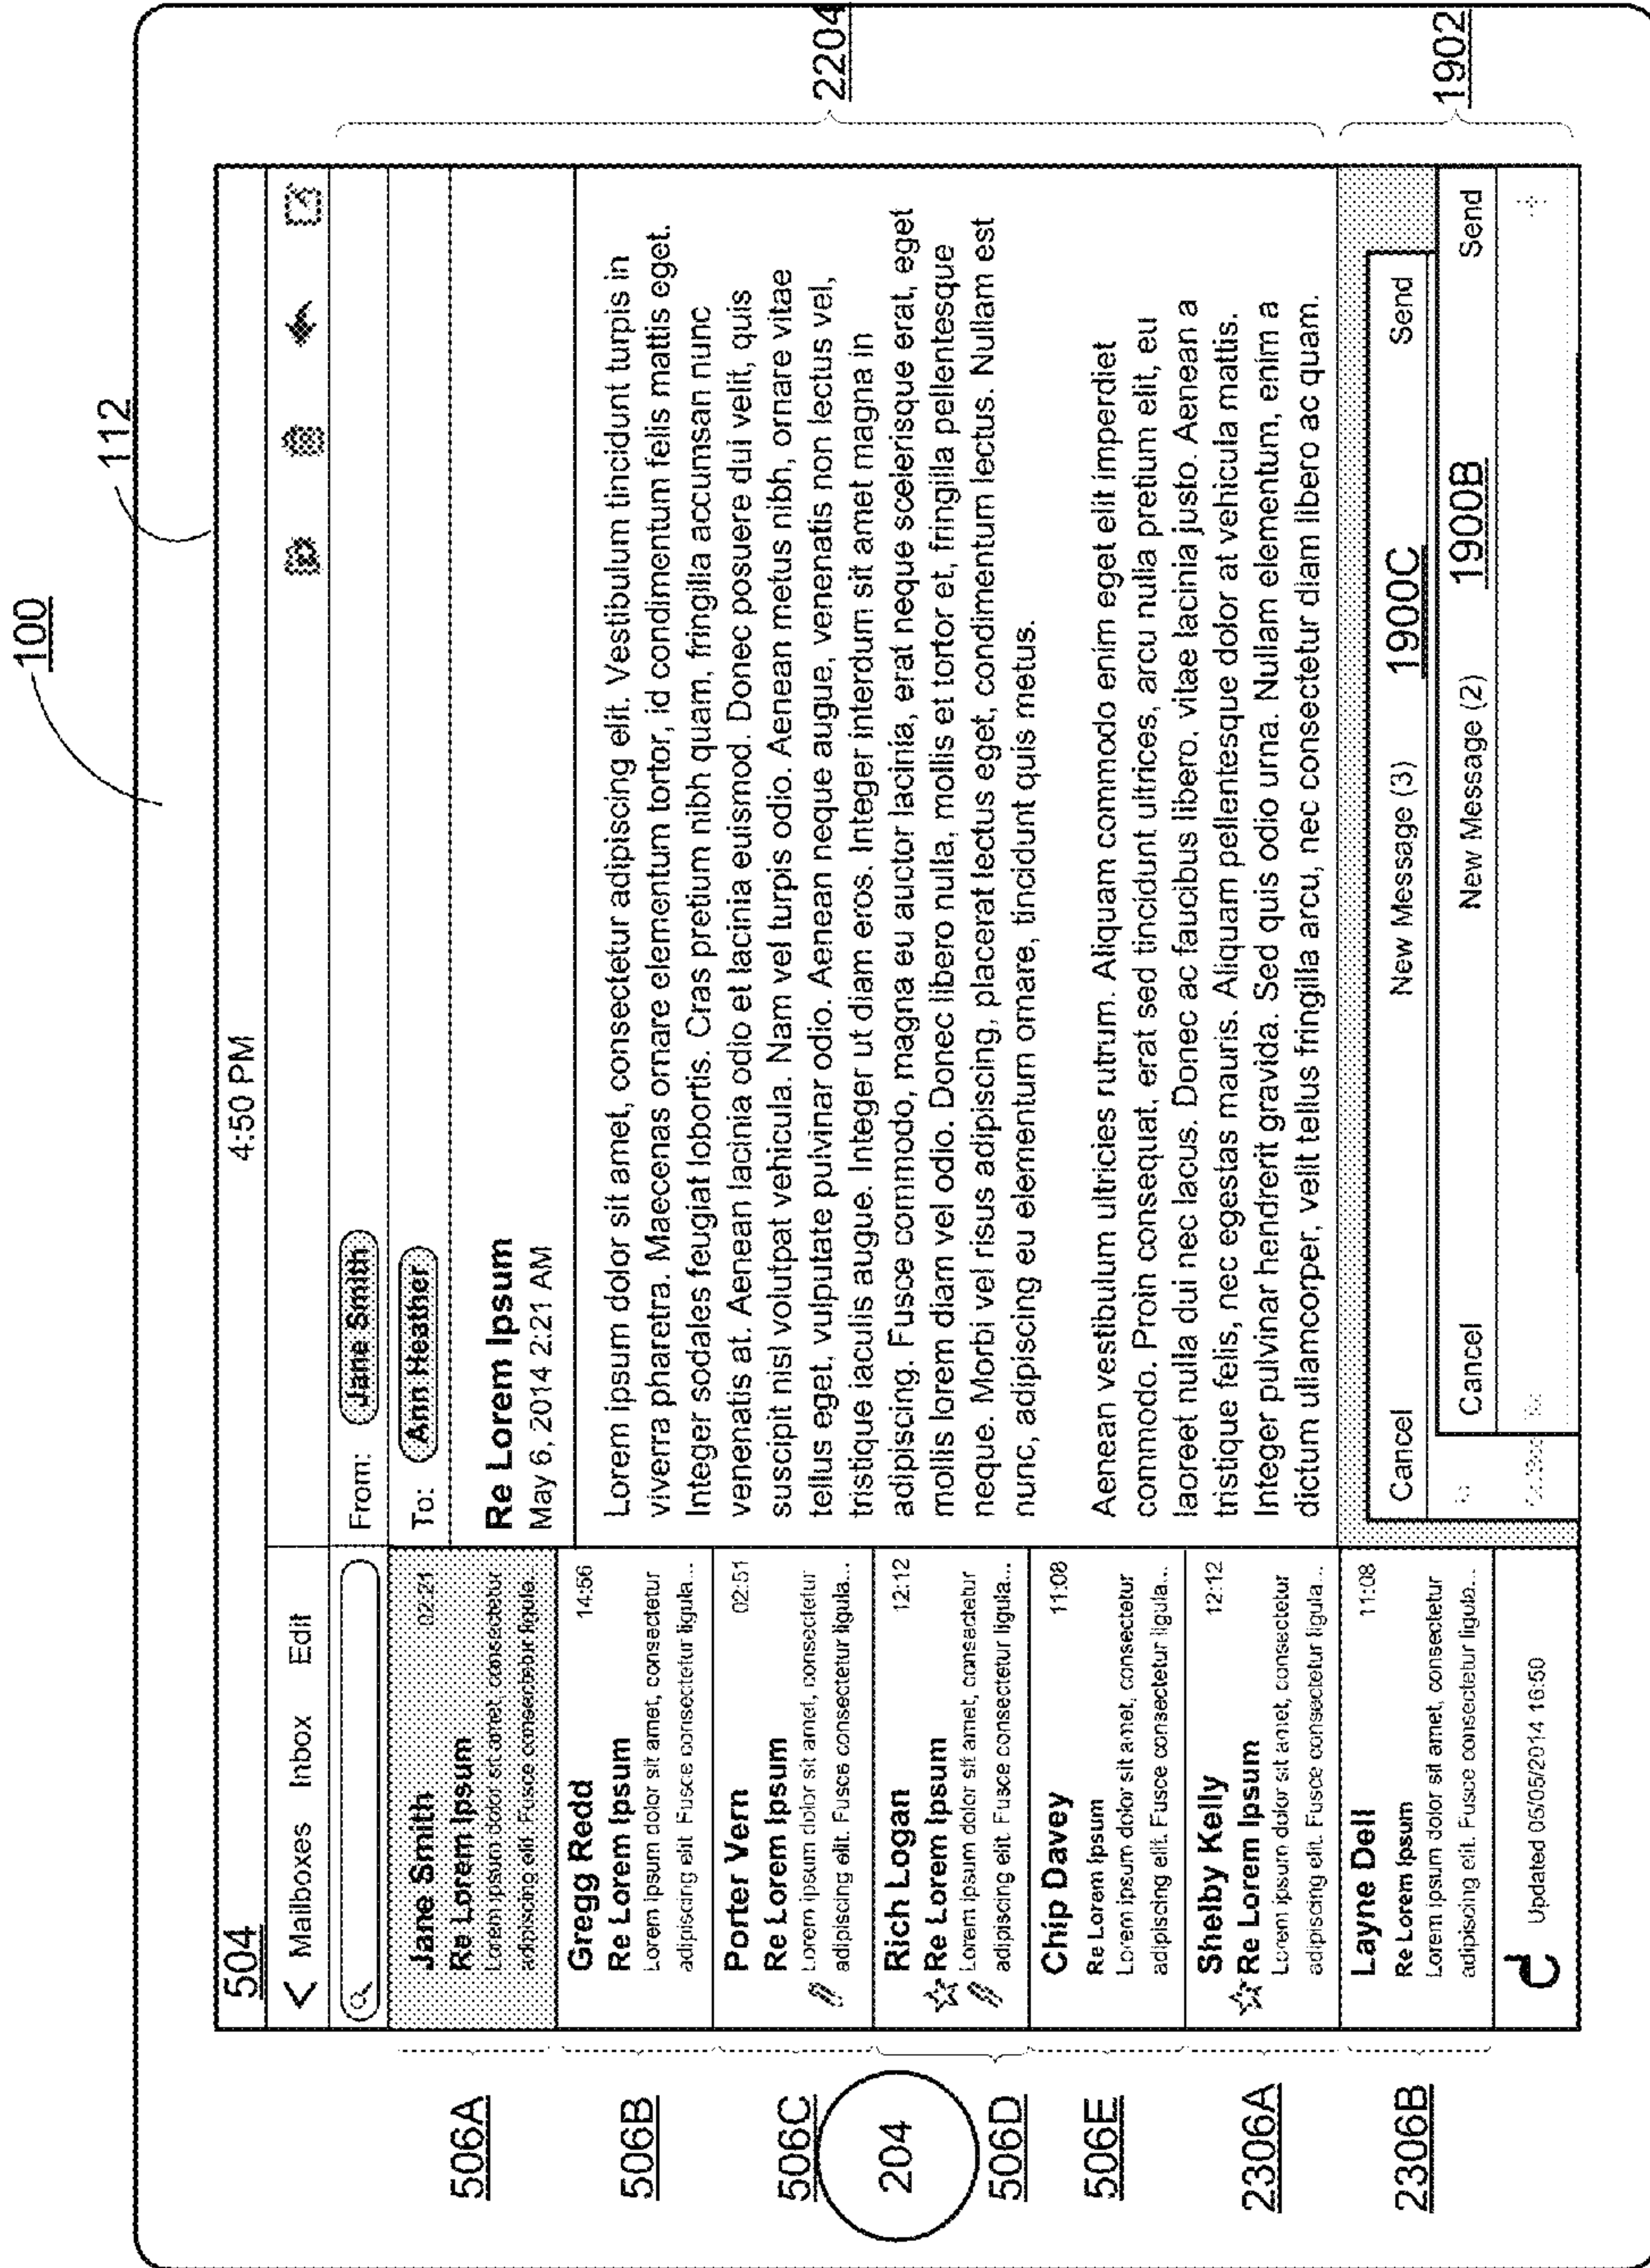 100
112
504
4:50 PM
< Mailboxes Inbox Edit
506A
Jane Smith 02:21
Re Lorem Ipsum
Lorem ipsum dolor sit amet, consectetur
adipiscing elit. Fusce consectetur ligula...
506B
Gregg Redd 14:56
Re Lorem Ipsum
Lorem ipsum dolor sit amet, consectetur
adipiscing elit. Fusce consectetur ligula...
506C
Porter Vern 02:51
Re Lorem Ipsum
Lorem ipsum dolor sit amet, consectetur
adipiscing elit. Fusce consectetur ligula...
204
506D
Rich Logan 12:12
Re Lorem Ipsum
Lorem ipsum dolor sit amet, consectetur
adipiscing elit. Fusce consectetur ligula...
506E
Chip Davey 11:08
Re Lorem Ipsum
Lorem ipsum dolor sit amet, consectetur
adipiscing elit. Fusce consectetur ligula...
2306A
Shelby Kelly 12:12
Re Lorem Ipsum
Lorem ipsum dolor sit amet, consectetur
adipiscing elit. Fusce consectetur ligula...
2306B
Layne Dell 11:08
Re Lorem Ipsum
Lorem ipsum dolor sit amet, consectetur
adipiscing elit. Fusce consectetur ligula...
Updated 05/05/2014 16:50
From: Jane Smith
To: Ann Heather
Re Lorem Ipsum
May 6, 2014 2:21 AM
Lorem ipsum dolor sit amet, consectetur adipiscing elit. Vestibulum tincidunt turpis in
viverra pharetra. Maecenas ornare elementum tortor, id condimentum felis mattis eget.
Integer sodales feugiat lobortis. Cras pretium nibh quam, fringilla accumsan nunc
venenatis at. Aenean lacinia odio et lacinia euismod. Donec posuere dui velit, quis
suscipit nisl volutpat vehicula. Nam vel turpis odio. Aenean metus nibh, ornare vitae
tellus eget, vulputate pulvinar odio. Aenean neque augue, venenatis non lectus vel,
tristique iaculis augue. Integer ut diam eros. Integer interdum sit amet magna in
adipiscing. Fusce commodo, magna eu auctor lacinia, erat neque scelerisque erat, eget
mollis lorem diam vel odio. Donec libero nulla, mollis et tortor et, fringilla pellentesque
neque. Morbi vel risus adipiscing, placerat lectus eget, condimentum lectus. Nullam est
nunc, adipiscing eu elementum ornare, tincidunt quis metus.
Aenean vestibulum ultricies rutrum. Aliquam commodo enim eget elit imperdiet
commodo. Proin consequat, erat sed tincidunt ultrices, arcu nulla pretium elit, eu
laoreet nulla dui nec lacus. Donec ac faucibus libero, vitae lacinia justo. Aenean a
tristique felis, nec egestas mauris. Aliquam pellentesque dolor at vehicula mattis.
Integer pulvinar hendrerit gravida. Sed quis odio urna. Nullam elementum, enim a
dictum ullamcorper, velit tellus fringilla arcu, nec consectetur diam libero ac quam.
2204
Cancel New Message (3) 1900C Send
Cancel New Message (2) 1900B Send
1902